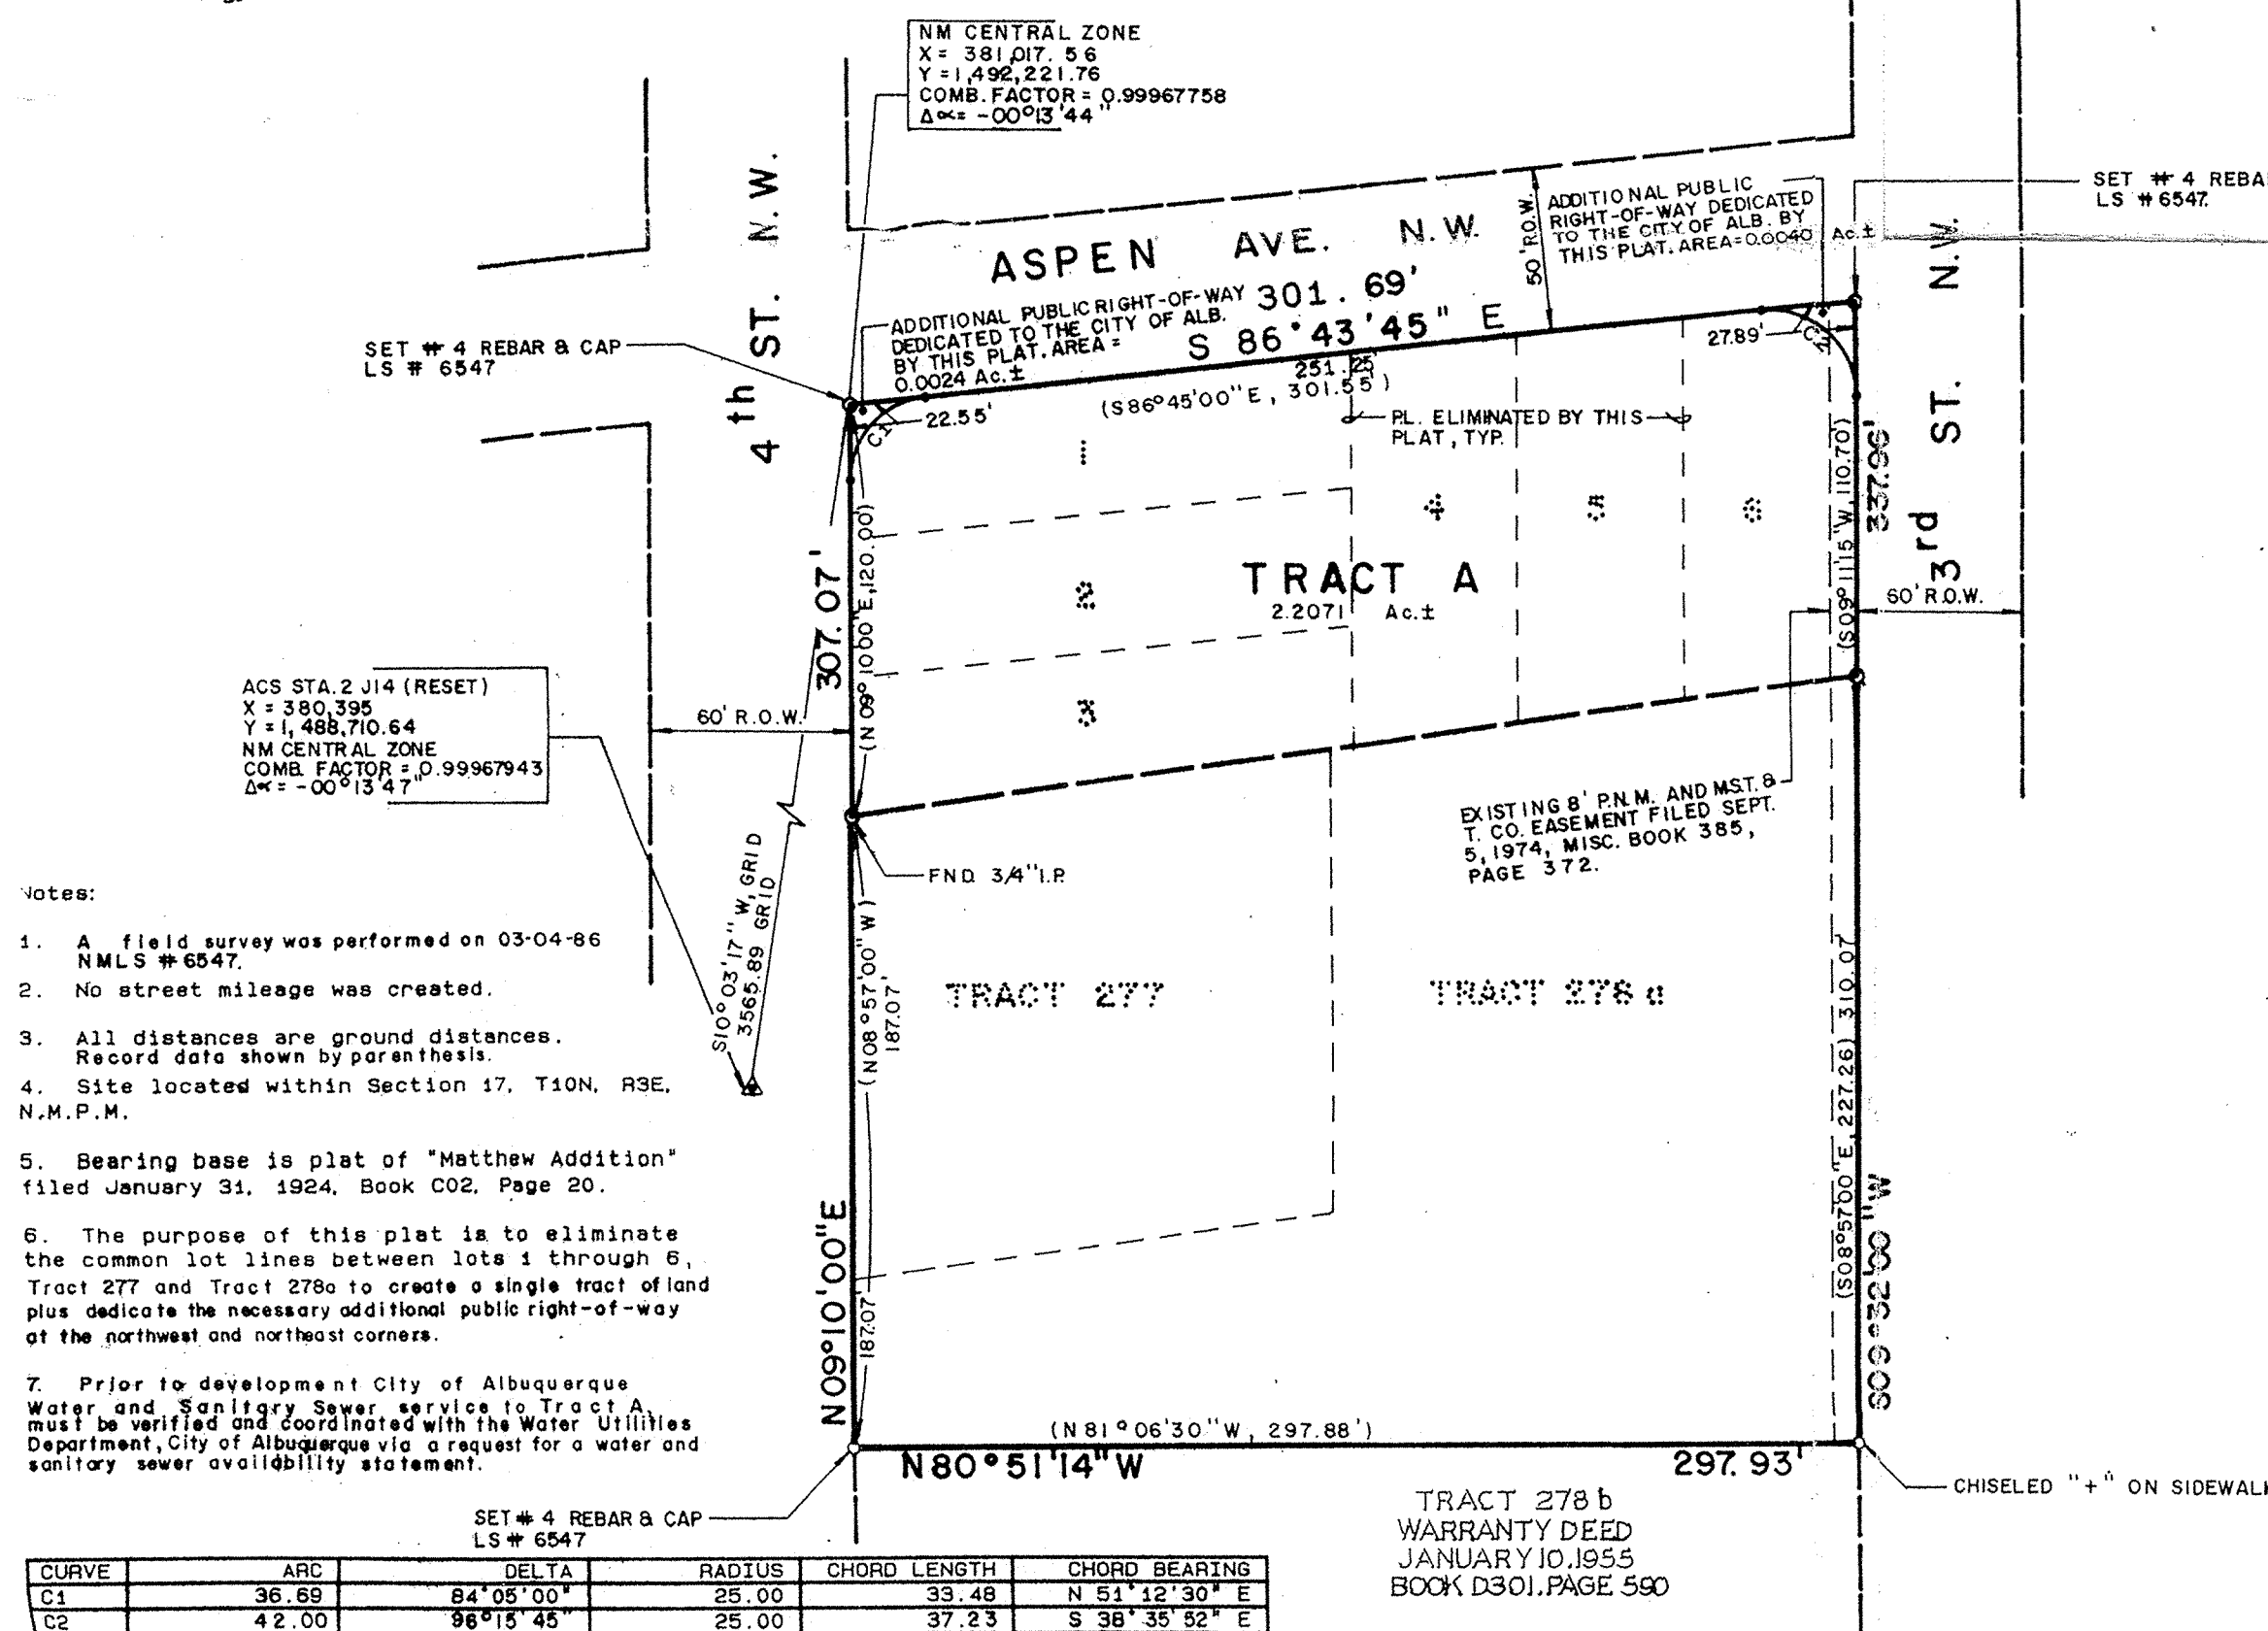 NM CENTRAL ZONE
X = 381,017.56
Y = 1,492,221.76
COMB. FACTOR = 0.99967758
Δ∝ = -00°13'44"
SET # 4 REBA
LS # 6547.
4th ST. N.W.
ASPEN AVE. N.W.
50' R.O.W.
ADDITIONAL PUBLIC
RIGHT-OF-WAY DEDICATED
TO THE CITY OF ALB. BY
THIS PLAT. AREA=0.0040 Ac.±
3rd ST. N.W.
ADDITIONAL PUBLIC RIGHT-OF-WAY
DEDICATED TO THE CITY OF ALB.
BY THIS PLAT. AREA =
0.0024 Ac.±
301.69'
S 86°43'45" E
251.25'
(S86°45'00"E, 301.55')
SET # 4 REBAR & CAP
LS # 6547
C1
22.55'
27.89'
C2
P.L. ELIMINATED BY THIS
PLAT, TYP.
1
2
3
4
5
6
TRACT A
2.2071 Ac.±
307.07'
(N 09°10'00"E, 120.00')
(S09°11'15"W, 110.70')
337.96'
60' R.O.W.
ACS STA. 2 J14 (RESET)
X = 380,395
Y = 1,488,710.64
NM CENTRAL ZONE
COMB. FACTOR = 0.99967943
Δ∝ = -00°13'47"
60' R.O.W.
S10°03'17"W, GRID
3565.89 GRID
FND. 3/4" I.P.
EXISTING 8' P.N.M. AND M.S.T. &
T. CO. EASEMENT FILED SEPT.
5, 1974, MISC. BOOK 385,
PAGE 372.
(N08°57'00"W)
187.07'
TRACT 277
TRACT 278a
(S08°57'00"E, 227.26) 310.07'
187.07'
N09°10'00"E
S09°32'00"W
Notes:
1. A field survey was performed on 03-04-86
NMLS #6547.
2. No street mileage was created.
3. All distances are ground distances.
Record data shown by parenthesis.
4. Site located within Section 17, T10N, R3E,
N.M.P.M.
5. Bearing base is plat of "Matthew Addition"
filed January 31, 1924, Book C02, Page 20.
6. The purpose of this plat is to eliminate
the common lot lines between lots 1 through 6,
Tract 277 and Tract 278a to create a single tract of land
plus dedicate the necessary additional public right-of-way
at the northwest and northeast corners.
7. Prior to development City of Albuquerque
Water and Sanitary Sewer service to Tract A,
must be verified and coordinated with the Water Utilities
Department, City of Albuquerque via a request for a water and
sanitary sewer availability statement.
(N 81°06'30"W, 297.88')
N80°51'14"W
297.93'
CHISELED "+" ON SIDEWAL
SET # 4 REBAR & CAP
LS # 6547
TRACT 278b
WARRANTY DEED
JANUARY 10, 1955
BOOK D301, PAGE 590
CURVE ARC DELTA RADIUS CHORD LENGTH CHORD BEARING
C1 36.69 84°05'00" 25.00 33.48 N 51°12'30" E
C2 42.00 96°15'45" 25.00 37.23 S 38°35'52" E